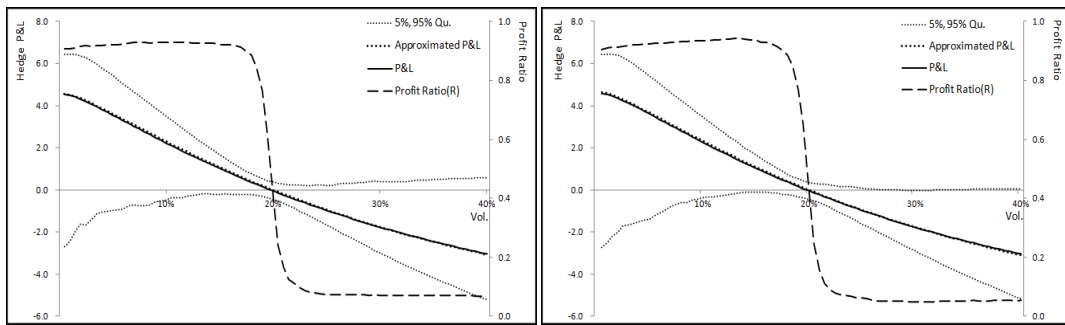 Hedge P&L
8.0
6.0
4.0
2.0
0.0
-2.0
-4.0
-6.0
10%
20%
30%
40%
Vol.
5%, 95% Qu.
Approximated P&L
P&L
Profit Ratio(R)
Profit Ratio
1.0
0.8
0.6
0.4
0.2
0.0
Hedge P&L
8.0
6.0
4.0
2.0
0.0
-2.0
-4.0
-6.0
10%
20%
30%
40%
Vol.
5%, 95% Qu.
Approximated P&L
P&L
Profit Ratio(R)
Profit Ratio
1.0
0.8
0.6
0.4
0.2
0.0